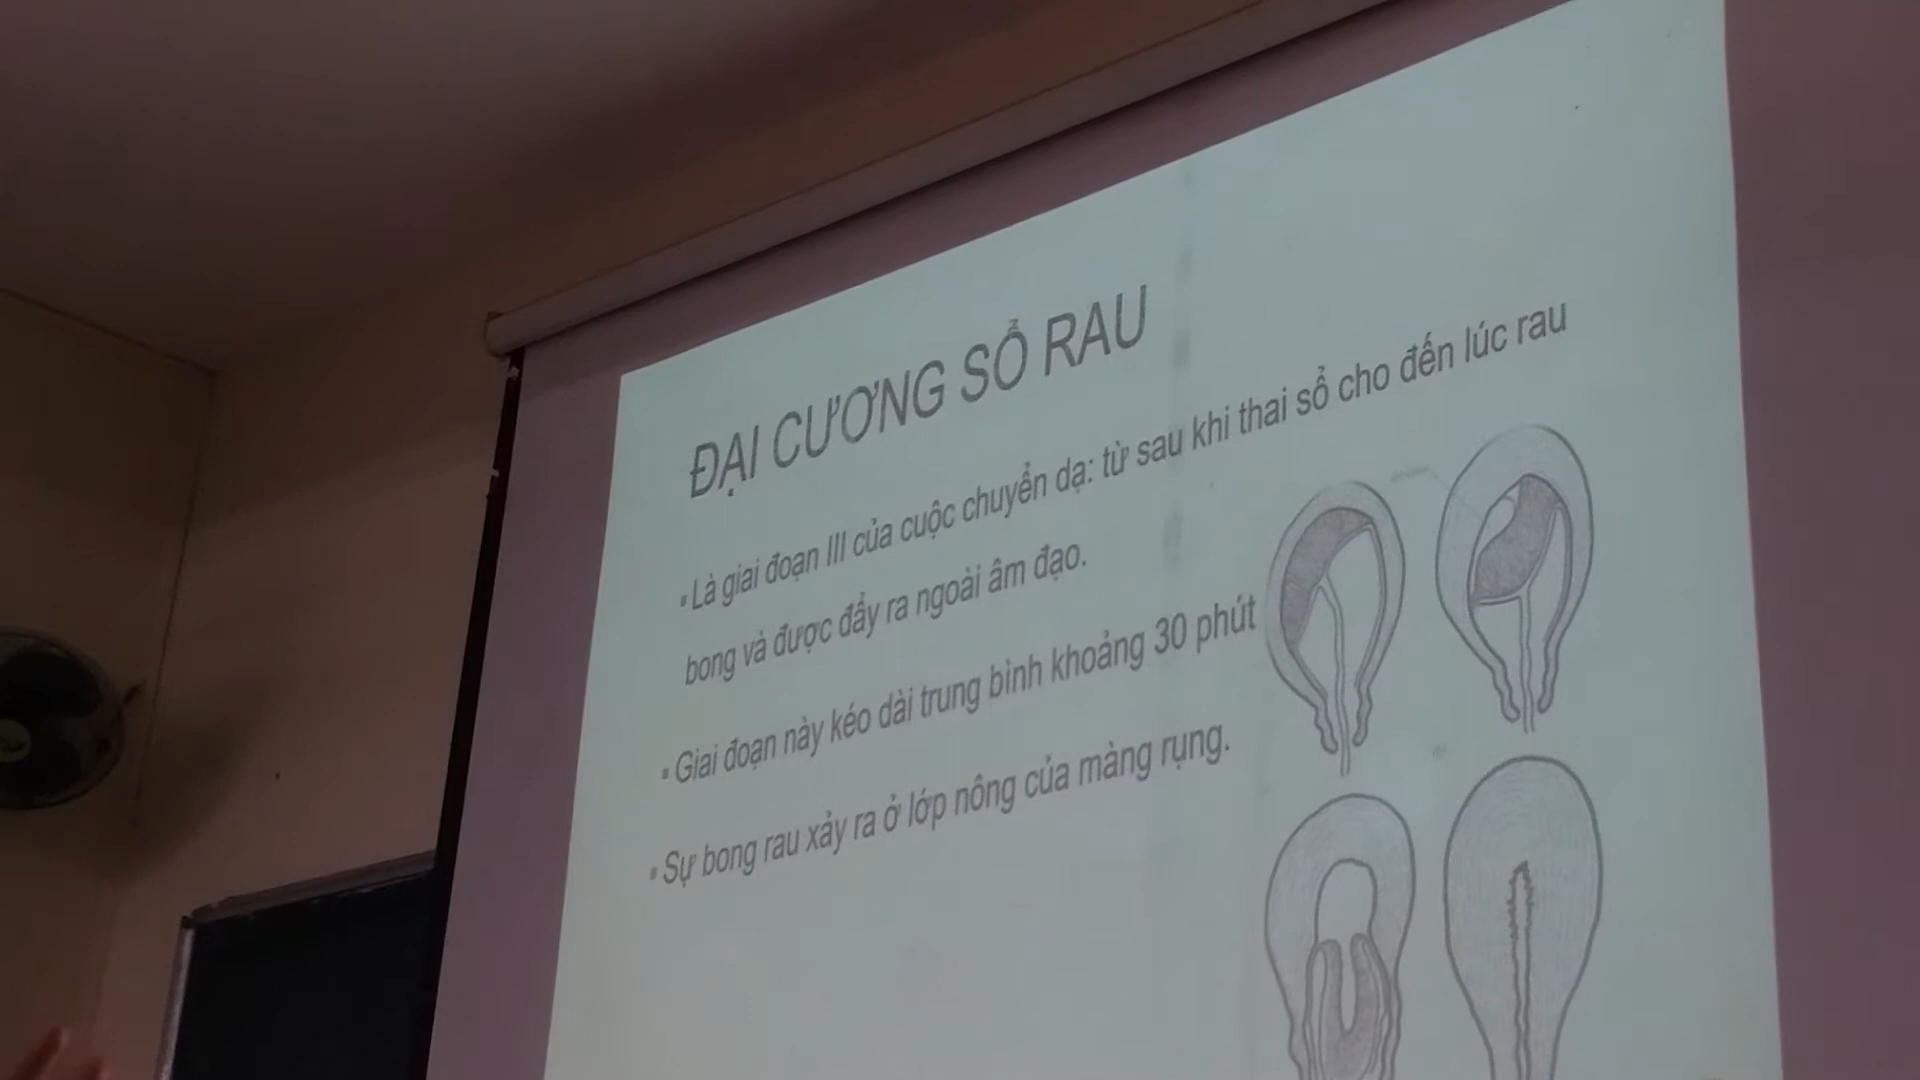 ĐẠI CƯƠNG SỔ RAU
▪ Là giai đoạn III của cuộc chuyển dạ: từ sau khi thai sổ cho đến lúc rau
bong và được đẩy ra ngoài âm đạo.
▪ Giai đoạn này kéo dài trung bình khoảng 30 phút
▪ Sự bong rau xảy ra ở lớp nông của màng rụng.